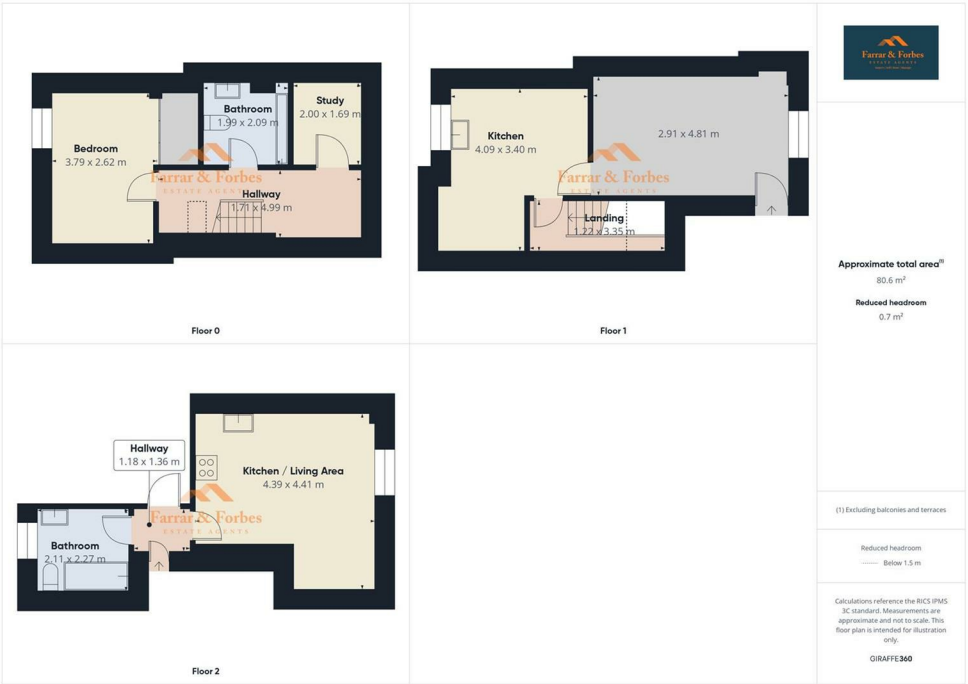 Bedroom
3.79 x 2.62 m
Bathroom
1.99 x 2.09 m
Study
2.00 x 1.69 m
Hallway
1.71 x 4.99 m
Farrar & Forbes
ESTATE AGENTS
Floor 0
Kitchen
4.09 x 3.40 m
2.91 x 4.81 m
Landing
1.22 x 3.35 m
Farrar & Forbes
ESTATE AGENTS
Floor 1
Hallway
1.18 x 1.36 m
Kitchen / Living Area
4.39 x 4.41 m
Bathroom
2.11 x 2.27 m
Farrar & Forbes
ESTATE AGENTS
Floor 2
Farrar & Forbes
ESTATE AGENTS
Approximate total area(1)
80.6 m²
Reduced headroom
0.7 m²
(1) Excluding balconies and terraces
Reduced headroom
Below 1.5 m
Calculations reference the RICS IPMS
3C standard. Measurements are
approximate and not to scale. This
floor plan is intended for illustration
only.
GIRAFFE360